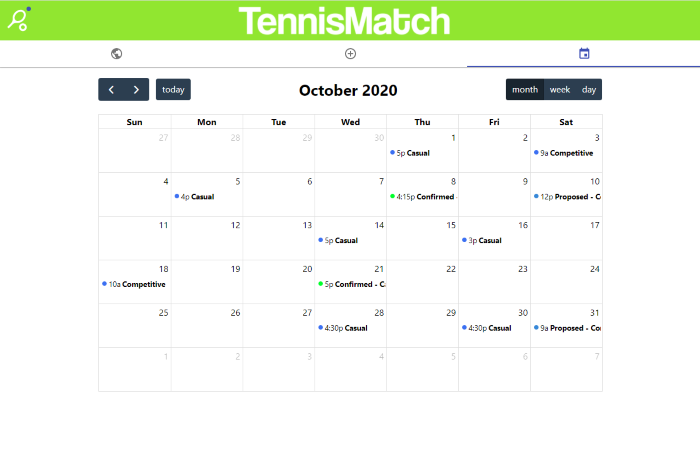 TennisMatch
today
October 2020
month week day
Sun Mon Tue Wed Thu Fri Sat
27 28 29 30 1 2 3
5p Casual 9a Competitive
4 5 6 7 8 9 10
4p Casual 4:15p Confirmed - 12p Proposed - C
11 12 13 14 15 16 17
5p Casual 3p Casual
18 19 20 21 22 23 24
10a Competitive 5p Confirmed - Ca
25 26 27 28 29 30 31
4:30p Casual 4:30p Casual 9a Proposed - Co
1 2 3 4 5 6 7